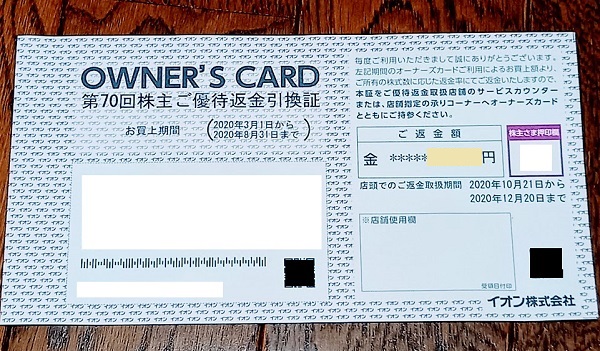 OWNER'S CARD
第70回株主ご優待返金引換証
お買上期間
2020年3月1日から
2020年8月31日まで
毎度ご利用いただきまして誠にありがとうございます。
左記期間のオーナーズカードご利用によるお買上額より、
ご所有の株式数に応じた返金率にてご返金いたしますので、
本証をご優待返金取扱店舗のサービスカウンター
または、店舗指定の承りコーナーへオーナーズカード
とともにご持参ください。
ご返金額
株主さま押印欄
金 *****円
店頭でのご返金取扱期間 2020年10月21日から
2020年12月20日まで
※店舗使用欄
受領日付印
イオン株式会社